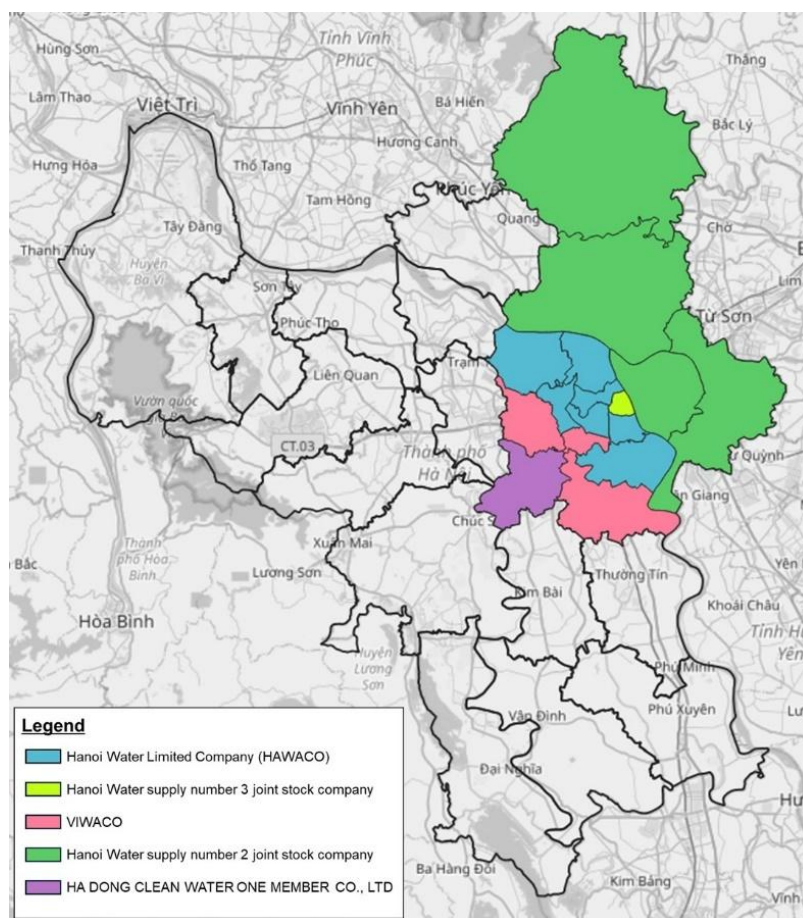 Hùng Sơn
Tỉnh Vĩnh
Phúc
Thắng
Lâm Thao
Việt Trì
Vĩnh Yên
Bá Hiến
Bắc Lý
Hưng Hóa
Thổ Tang
Hương Canh
Tam Hồng
Quang
Chờ
Tây Đằng
Thanh Thủy
Huyện
Ba Vì
Lim
Sơn Tây
Từ Sơn
Phúc Thọ
Liên Quan
Vườn quốc
CT.03
Thành phố
Hà Nội
Chúc S
Xuân Mai
Thành
phố Hòa
Bình
Lương Sơn
Kim Bài
Thường Tín
Khoái Châu
Hòa Bình
Huyện
Lương
Sơn
Phú Minh
Vân Đình
Phú Xuyên
Đại Nghĩa
Ba Hàng Đồi
Kim Bảng
Vĩnh
Legend
Hanoi Water Limited Company (HAWACO)
Hanoi Water supply number 3 joint stock company
VIWACO
Hanoi Water supply number 2 joint stock company
HA DONG CLEAN WATER ONE MEMBER CO., LTD